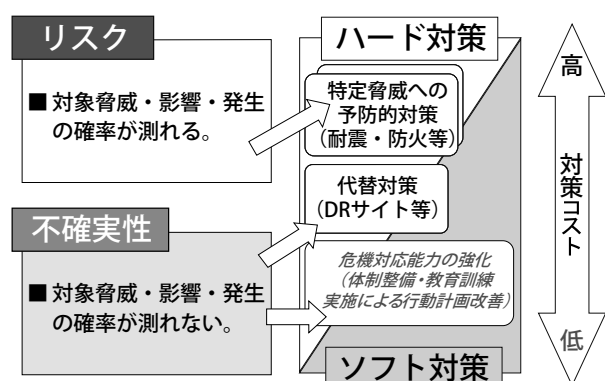 リスク
■ 対象脅威・影響・発生
の確率が測れる。
不確実性
■ 対象脅威・影響・発生
の確率が測れない。
ハード対策
特定脅威への
予防的対策
(耐震・防火等)
代替対策
(DRサイト等)
危機対応能力の強化
(体制整備・教育訓練
実施による行動計画改善)
ソフト対策
高
対策コスト
低